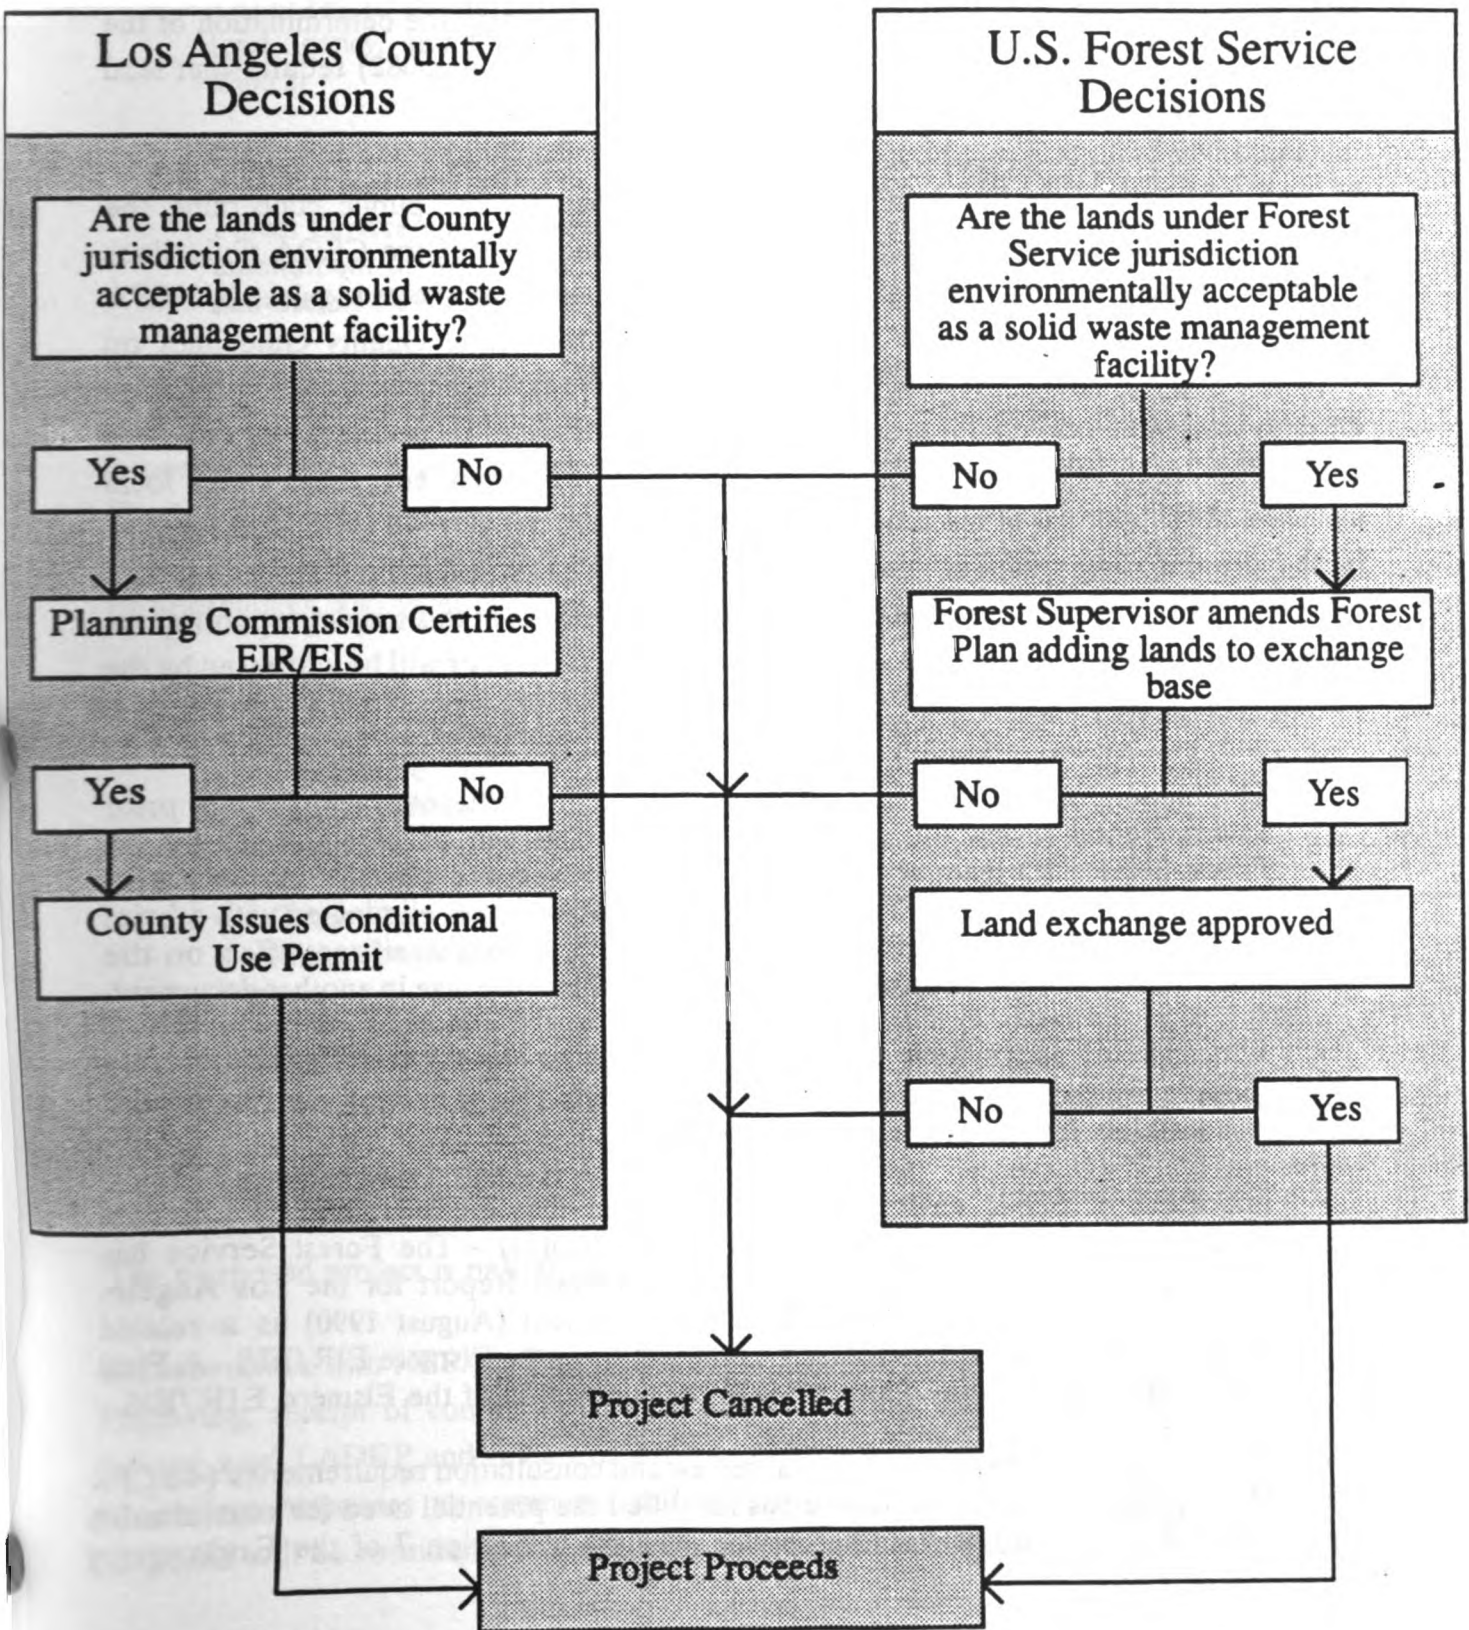 Los Angeles County
Decisions
Are the lands under County
jurisdiction environmentally
acceptable as a solid waste
management facility?
Yes
No
Planning Commission Certifies
EIR/EIS
Yes
No
County Issues Conditional
Use Permit
U.S. Forest Service
Decisions
Are the lands under Forest
Service jurisdiction
environmentally acceptable
as a solid waste management
facility?
No
Yes
Forest Supervisor amends Forest
Plan adding lands to exchange
base
No
Yes
Land exchange approved
No
Yes
Project Cancelled
Project Proceeds